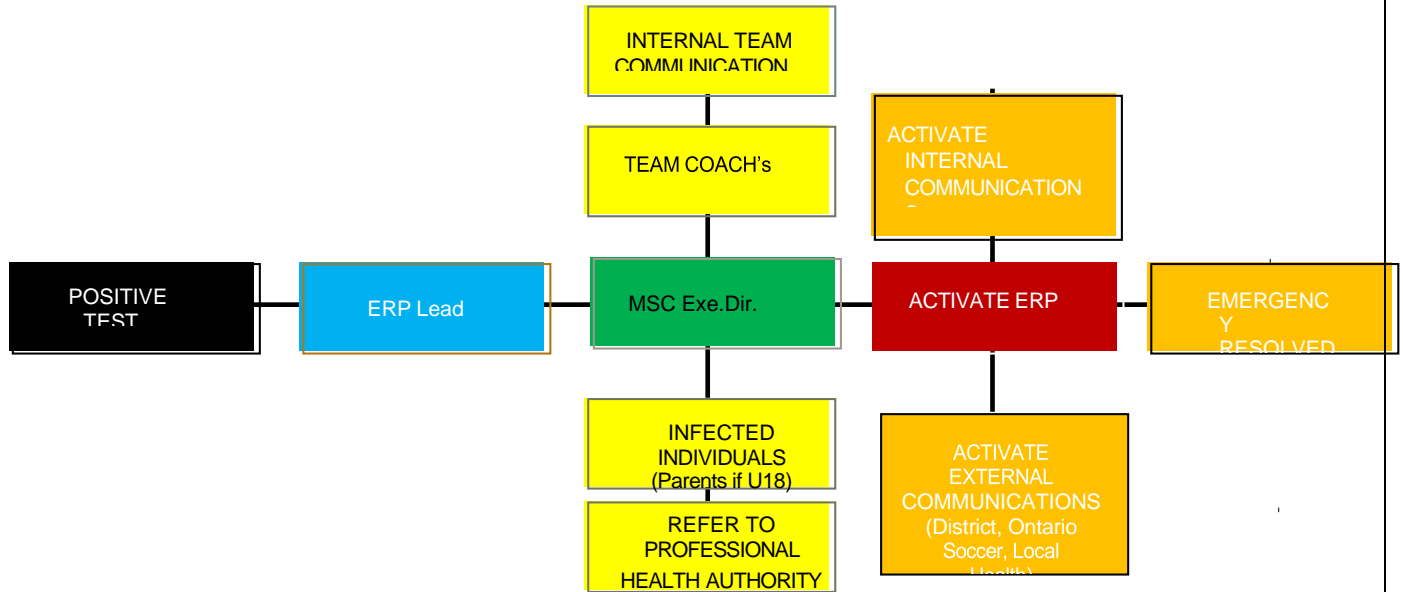 INTERNAL TEAM
COMMUNICATION
TEAM COACH's
ACTIVATE
INTERNAL
COMMUNICATION
POSITIVE
TEST
ERP Lead
MSC Exe.Dir.
ACTIVATE ERP
EMERGENC
Y
RESOLVED
INFECTED
INDIVIDUALS
(Parents if U18)
REFER TO
PROFESSIONAL
HEALTH AUTHORITY
ACTIVATE
EXTERNAL
COMMUNICATIONS
(District, Ontario
Soccer, Local
Health)